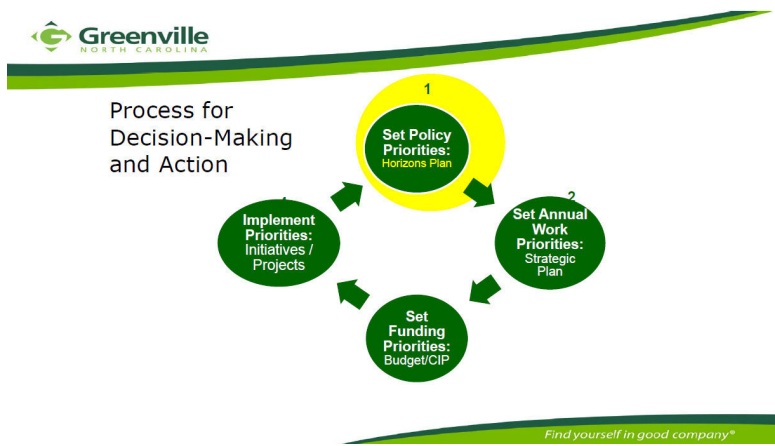 Greenville
NORTH CAROLINA
Process for
Decision-Making
and Action
1
Set Policy
Priorities:
Horizons Plan
2
Set Annual
Work
Priorities:
Strategic
Plan
Set
Funding
Priorities:
Budget/CIP
Implement
Priorities:
Initiatives /
Projects
Find yourself in good company®